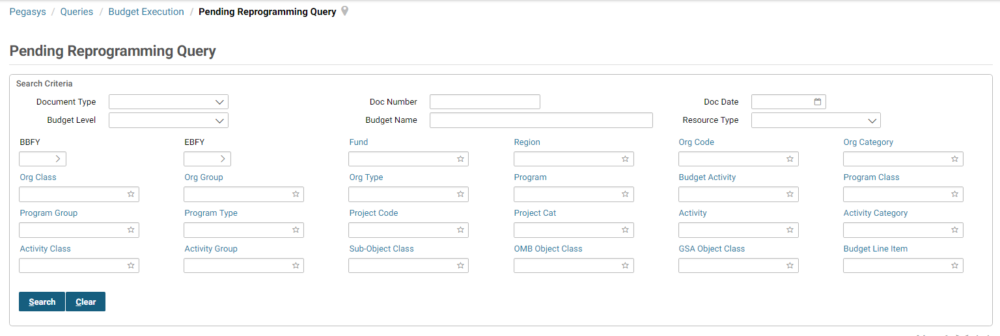 Pegasys / Queries / Budget Execution / Pending Reprogramming Query
Pending Reprogramming Query
Search Criteria
Document Type Doc Number Doc Date
Budget Level Budget Name Resource Type
BBFY EBFY Fund Region Org Code Org Category
Org Class Org Group Org Type Program Budget Activity Program Class
Program Group Program Type Project Code Project Cat Activity Activity Category
Activity Class Activity Group Sub-Object Class OMB Object Class GSA Object Class Budget Line Item
Search Clear